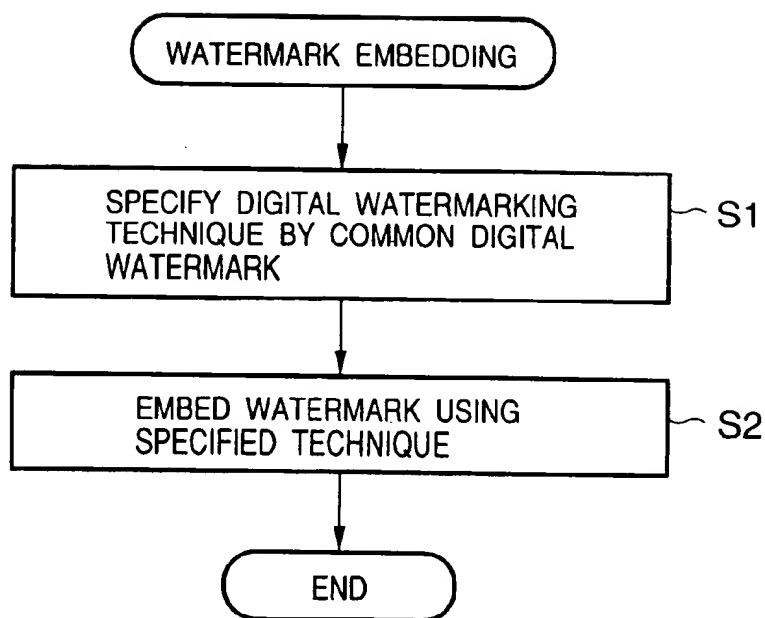 WATERMARK EMBEDDING
SPECIFY DIGITAL WATERMARKING
TECHNIQUE BY COMMON DIGITAL
WATERMARK
S1
EMBED WATERMARK USING
SPECIFIED TECHNIQUE
S2
END